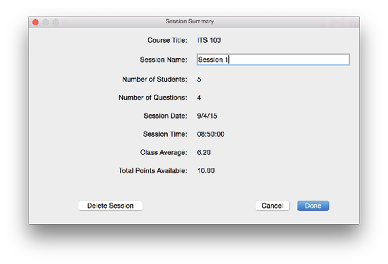 Session Summary
Course Title: ITS 103
Session Name: Session 1
Number of Students: 5
Number of Questions: 4
Session Date: 9/4/15
Session Time: 08:50:00
Class Average: 6.20
Total Points Available: 10.00
Delete Session Cancel Done